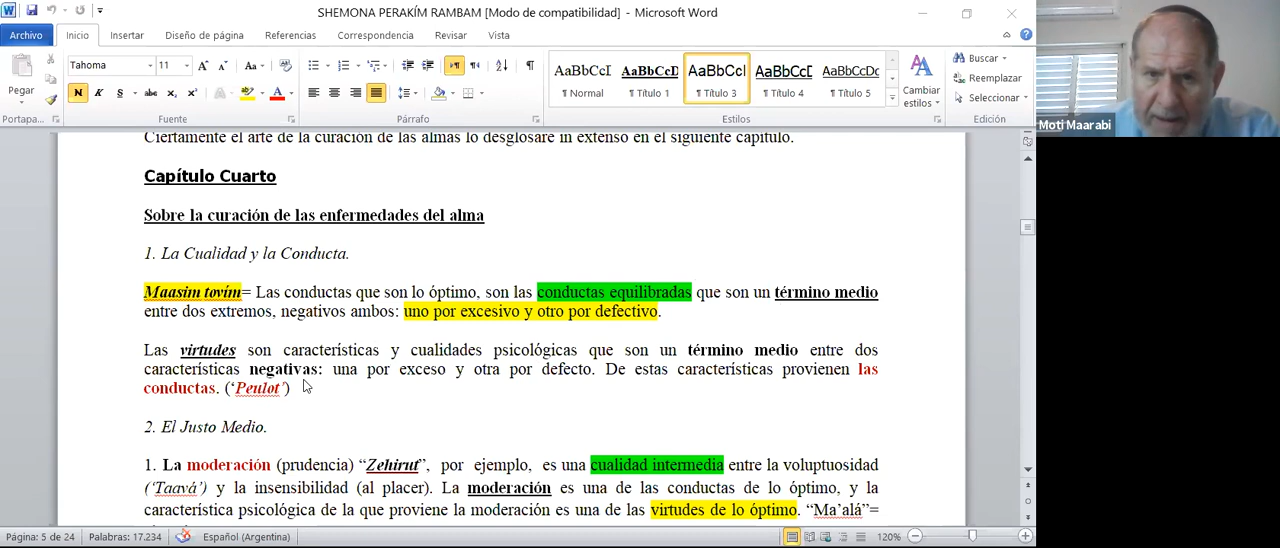 SHEMONA PERAKÍM RAMBAM [Modo de compatibilidad] - Microsoft Word
Archivo Inicio Insertar Diseño de página Referencias Correspondencia Revisar Vista
Tahoma 11
Pegar
AaBbCcI AaBbCcD AaBbCcI AaBbCcD AaBbCcDc
¶ Normal ¶ Título 1 ¶ Título 3 ¶ Título 4 ¶ Título 5
Cambiar
estilos
Buscar
Reemplazar
Seleccionar
Portapa... Fuente Párrafo Estilos Edición
Moti Maarabi
Ciertamente el arte de la curación de las almas lo desglosaré in extenso en el siguiente capítulo.
Capítulo Cuarto
Sobre la curación de las enfermedades del alma
1. La Cualidad y la Conducta.
Maasim tovím= Las conductas que son lo óptimo, son las conductas equilibradas que son un término medio
entre dos extremos, negativos ambos: uno por excesivo y otro por defectivo.
Las virtudes son características y cualidades psicológicas que son un término medio entre dos
características negativas: una por exceso y otra por defecto. De estas características provienen las
conductas. (‘Peulot’)
2. El Justo Medio.
1. La moderación (prudencia) “Zehirut”, por ejemplo, es una cualidad intermedia entre la voluptuosidad
(‘Taavá’) y la insensibilidad (al placer). La moderación es una de las conductas de lo óptimo, y la
característica psicológica de la que proviene la moderación es una de las virtudes de lo óptimo. “Ma’alá”=
Página: 5 de 24 Palabras: 17.234 Español (Argentina) 120%